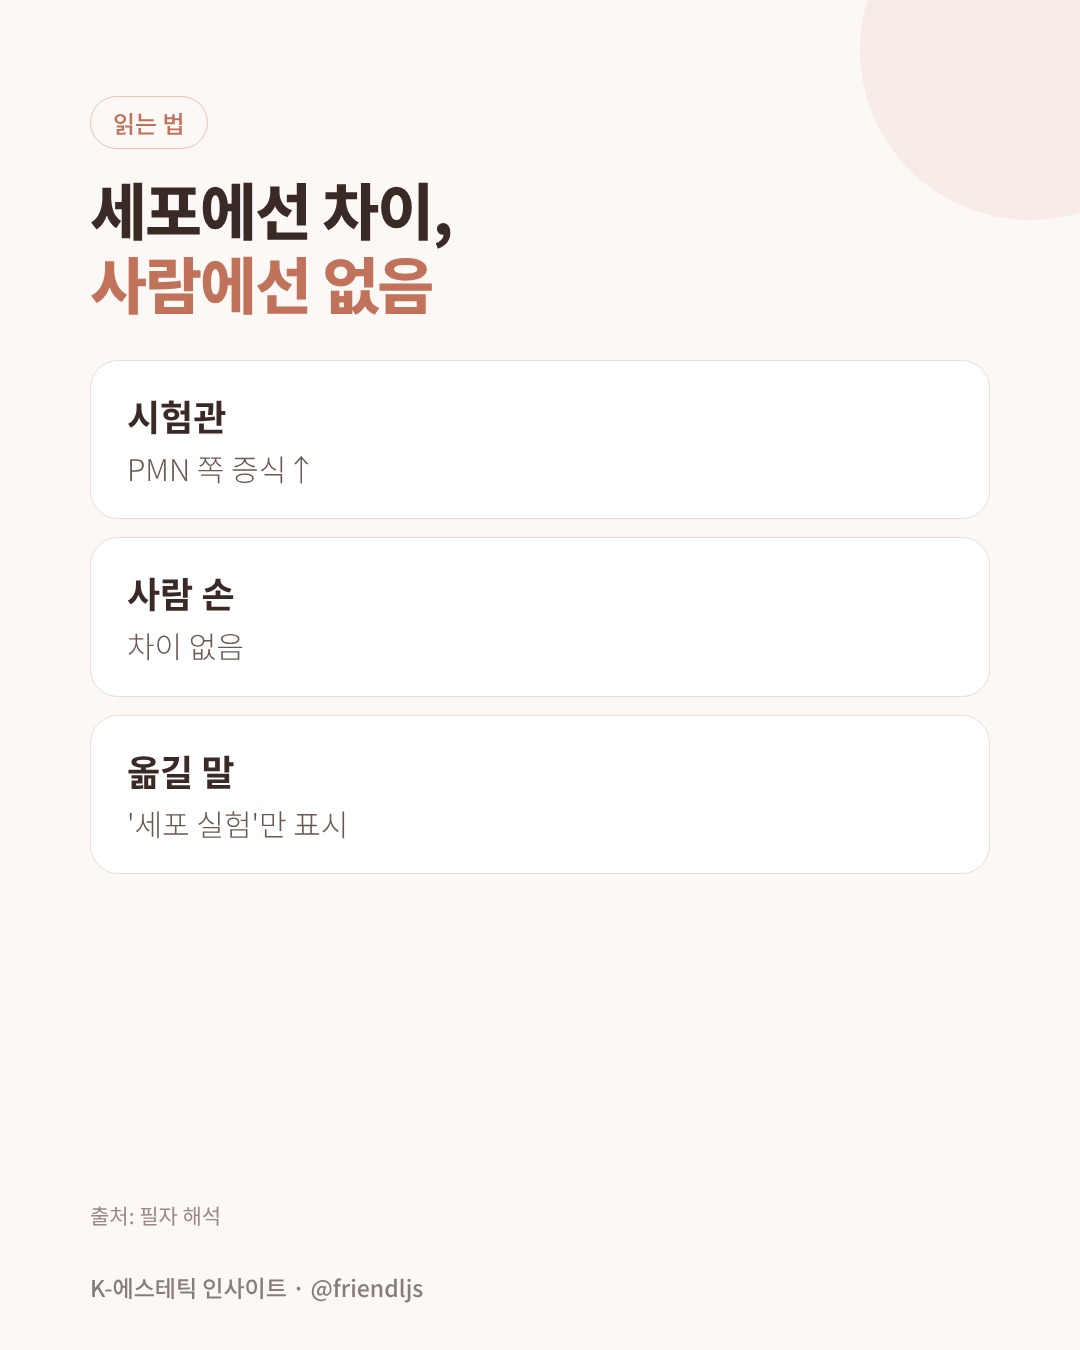 읽는 법
세포에선 차이,
사람에선 없음
시험관
PMN 쪽 증식↑
사람 손
차이 없음
옮길 말
'세포 실험'만 표시
출처: 필자 해석
K-에스테틱 인사이트 · @friendljs